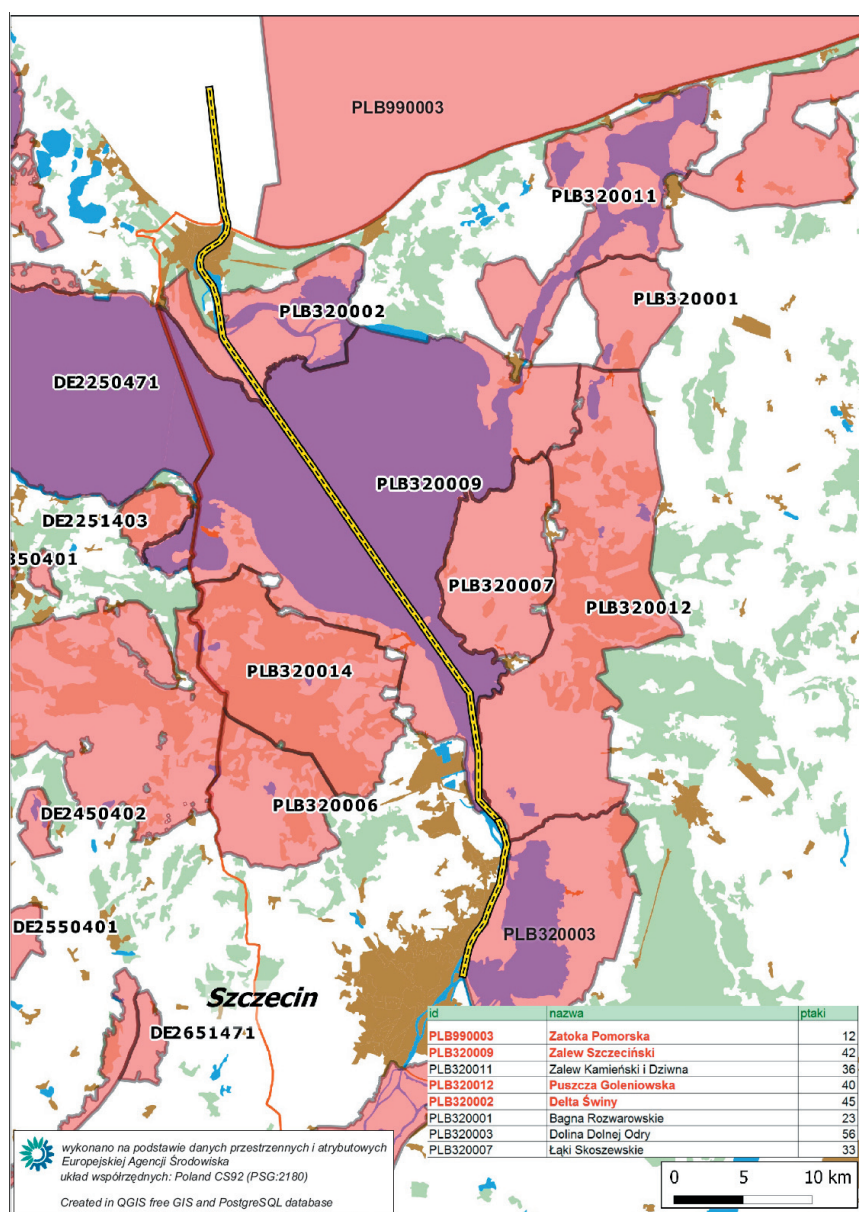 PLB990003
PLB320011
PLB320002
PLB320001
DE2250471
PLB320009
DE2251403
350401
PLB320007
PLB320012
PLB320014
DE2450402
PLB320006
DE2550401
PLB320003
Szczecin
DE2651471
id nazwa ptaki
PLB990003 Zatoka Pomorska 12
PLB320009 Zalew Szczeciński 42
PLB320011 Zalew Kamieński i Dziwna 36
PLB320012 Puszcza Goleniowska 40
PLB320002 Delta Świny 45
PLB320001 Bagna Rozwarowskie 23
PLB320003 Dolina Dolnej Odry 56
PLB320007 Łąki Skoszewskie 33
wykonano na podstawie danych przestrzennych i atrybutowych
Europejskiej Agencji Środowiska
układ współrzędnych: Poland CS92 (PSG:2180)
Created in QGIS free GIS and PostgreSQL database
0 5 10 km